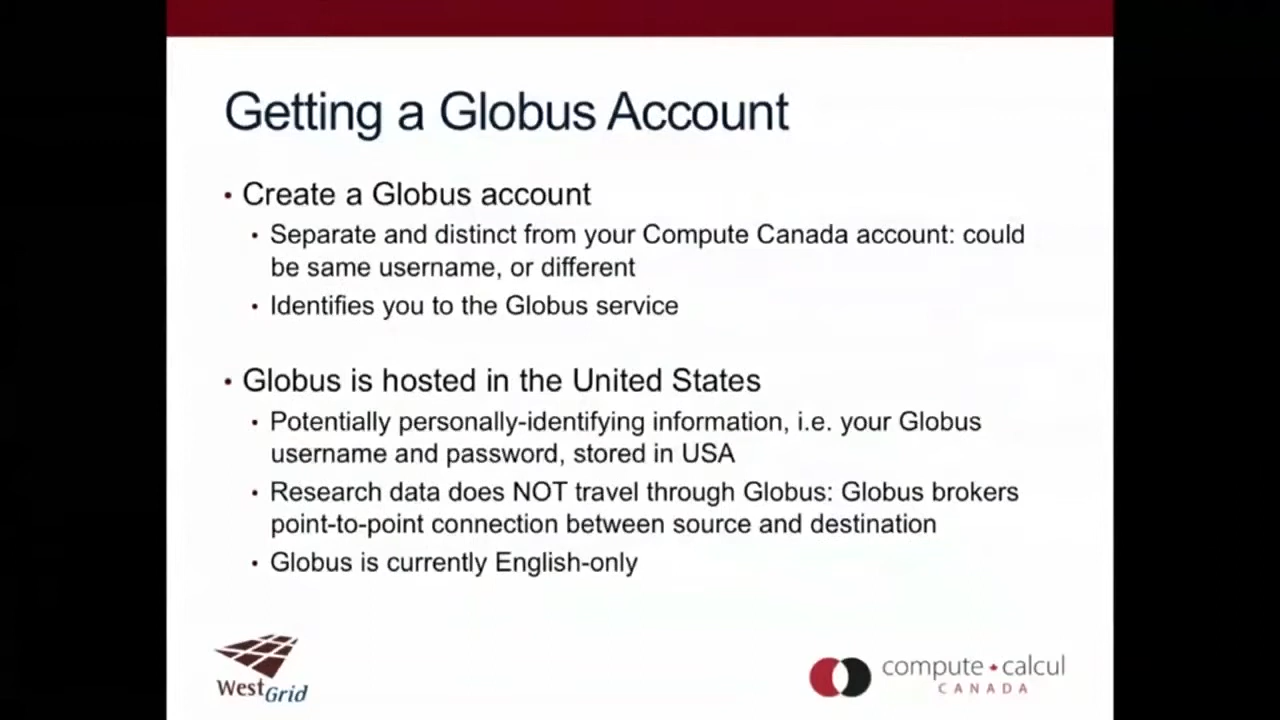 Getting a Globus Account
• Create a Globus account
• Separate and distinct from your Compute Canada account: could
be same username, or different
• Identifies you to the Globus service
• Globus is hosted in the United States
• Potentially personally-identifying information, i.e. your Globus
username and password, stored in USA
• Research data does NOT travel through Globus: Globus brokers
point-to-point connection between source and destination
• Globus is currently English-only
WestGrid
compute • calcul
CANADA